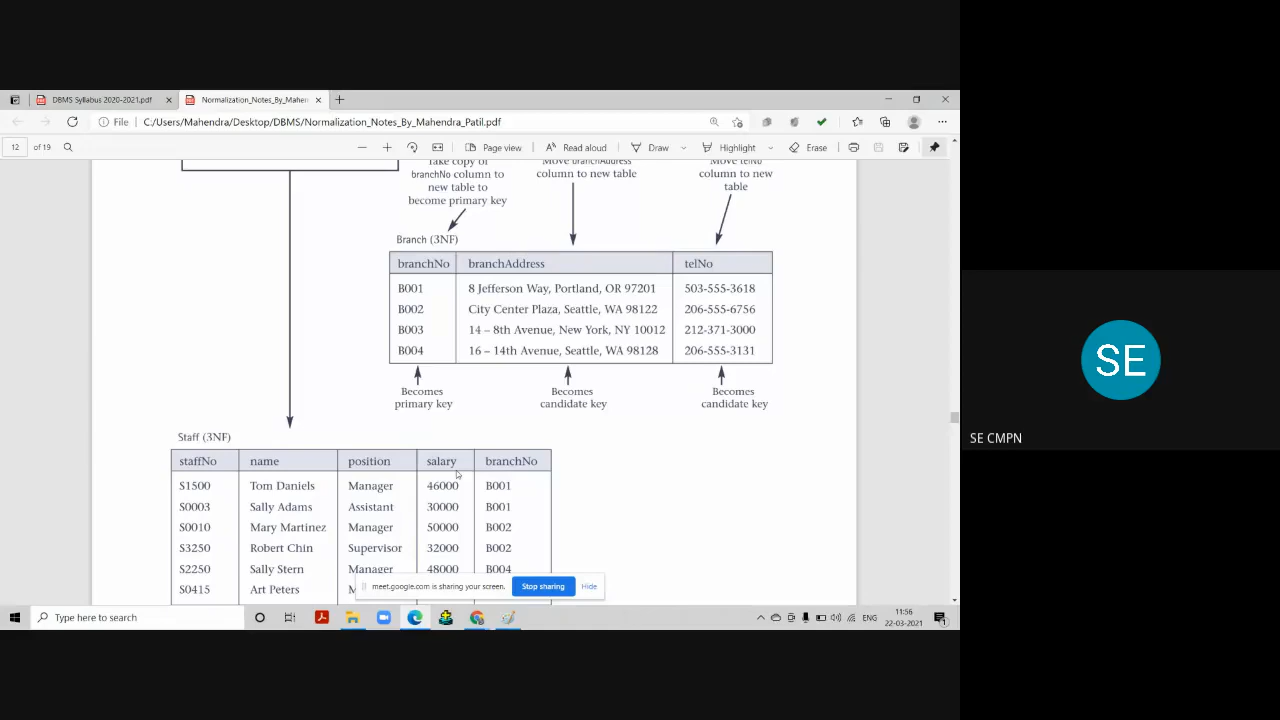 DBMS Syllabus 2020-2021.pdf
Normalization_Notes_By_Mahen
File
C:/Users/Mahendra/Desktop/DBMS/Normalization_Notes_By_Mahendra_Patil.pdf
12 of 19
Page view
Read aloud
Draw
Highlight
Erase
Take copy of
branchNo column to
new table to
become primary key
Move branchAddress
column to new table
Move telNo
column to new
table
Branch (3NF)
branchNo branchAddress telNo
B001 8 Jefferson Way, Portland, OR 97201 503-555-3618
B002 City Center Plaza, Seattle, WA 98122 206-555-6756
B003 14 – 8th Avenue, New York, NY 10012 212-371-3000
B004 16 – 14th Avenue, Seattle, WA 98128 206-555-3131
Becomes
primary key
Becomes
candidate key
Becomes
candidate key
Staff (3NF)
staffNo name position salary branchNo
S1500 Tom Daniels Manager 46000 B001
S0003 Sally Adams Assistant 30000 B001
S0010 Mary Martinez Manager 50000 B002
S3250 Robert Chin Supervisor 32000 B002
S2250 Sally Stern Manager 48000 B004
S0415 Art Peters
meet.google.com is sharing your screen. Stop sharing Hide
Type here to search
ENG
11:56
22-03-2021
SE
SE CMPN